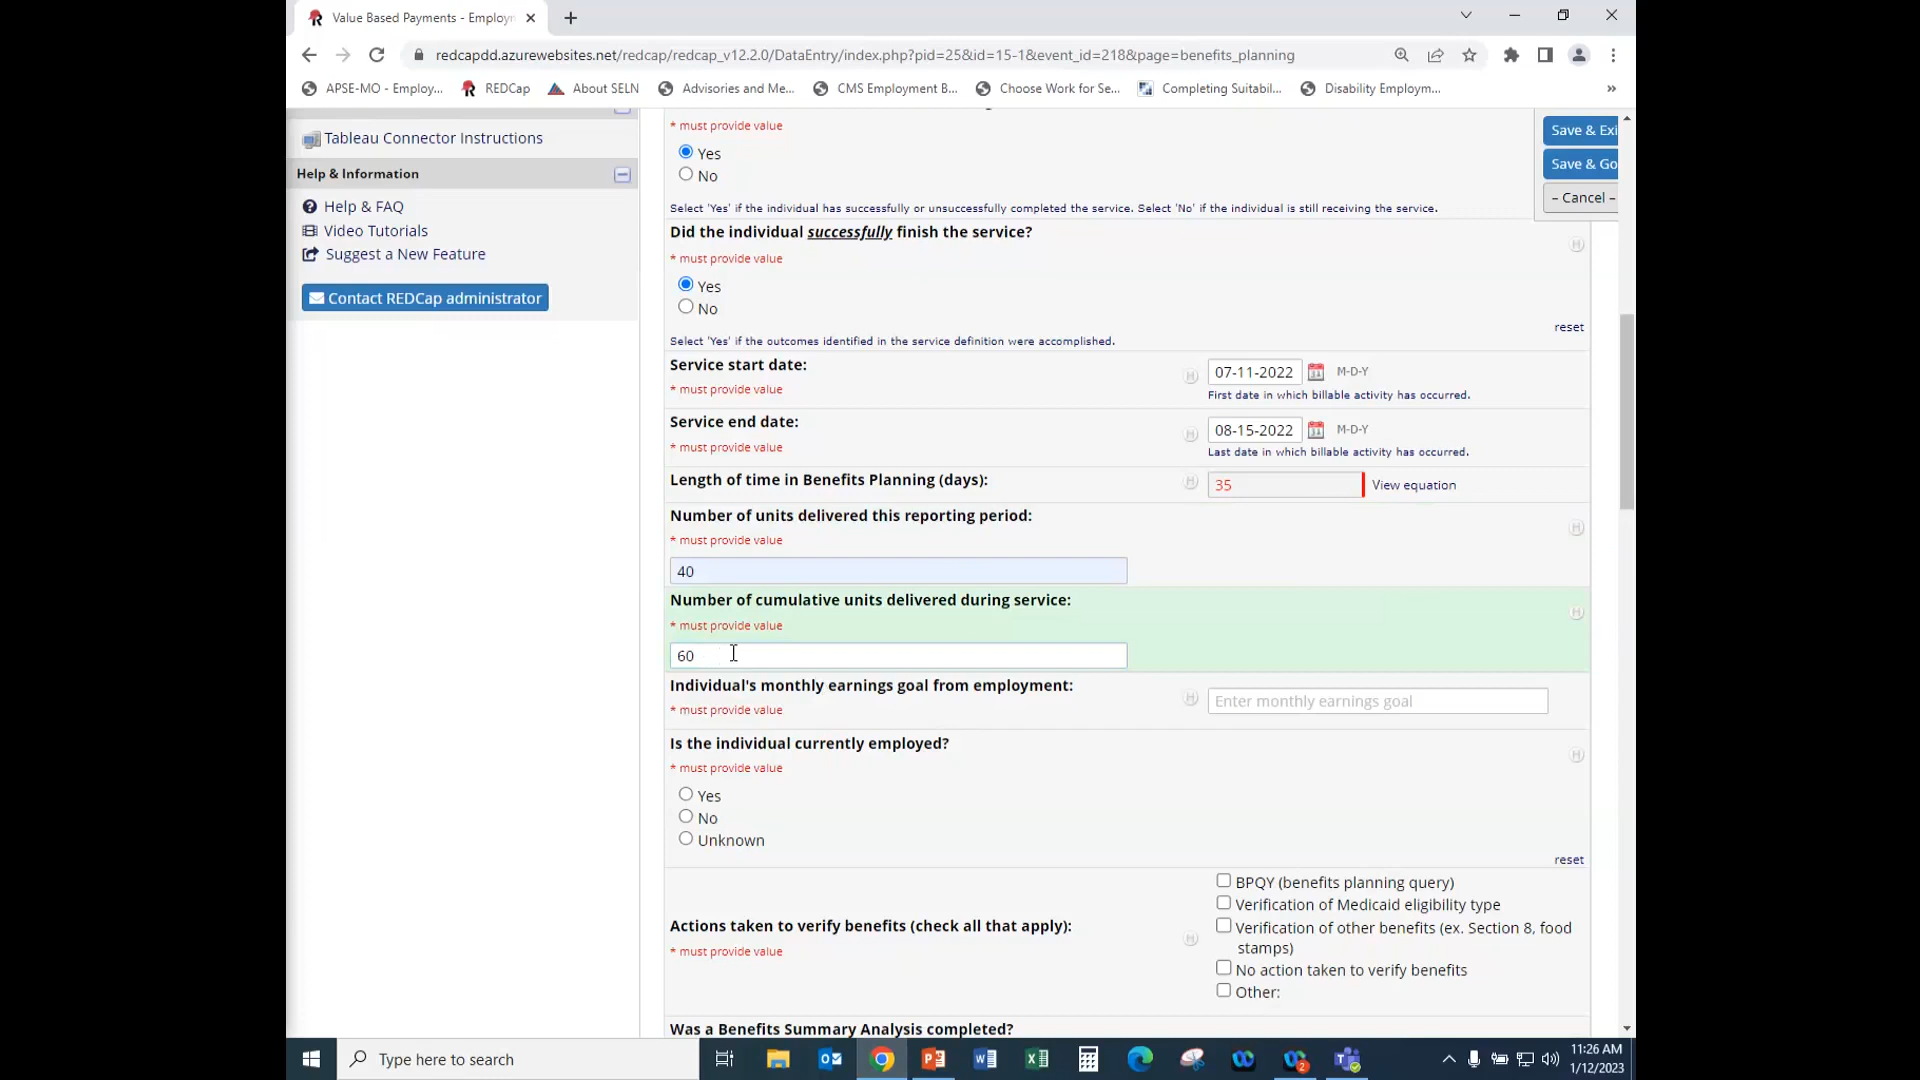 Value Based Payments - Employm
redcapdd.azurewebsites.net/redcap/redcap_v12.2.0/DataEntry/index.php?pid=25&id=15-1&event_id=218&page=benefits_planning
APSE-MO - Employ...
REDCap
About SELN
Advisories and Me...
CMS Employment B...
Choose Work for Se...
Completing Suitabil...
Disability Employm...
»
Tableau Connector Instructions
Help & Information
Help & FAQ
Video Tutorials
Suggest a New Feature
Contact REDCap administrator
Save & Exi
Save & Go
– Cancel –
* must provide value
Yes
No
Select 'Yes' if the individual has successfully or unsuccessfully completed the service. Select 'No' if the individual is still receiving the service.
Did the individual successfully finish the service?
* must provide value
Yes
No
reset
Select 'Yes' if the outcomes identified in the service definition were accomplished.
Service start date:
* must provide value
07-11-2022 M-D-Y
First date in which billable activity has occurred.
Service end date:
* must provide value
08-15-2022 M-D-Y
Last date in which billable activity has occurred.
Length of time in Benefits Planning (days):
35 View equation
Number of units delivered this reporting period:
* must provide value
40
Number of cumulative units delivered during service:
* must provide value
60
Individual's monthly earnings goal from employment:
* must provide value
Enter monthly earnings goal
Is the individual currently employed?
* must provide value
Yes
No
Unknown
reset
Actions taken to verify benefits (check all that apply):
* must provide value
BPQY (benefits planning query)
Verification of Medicaid eligibility type
Verification of other benefits (ex. Section 8, food
stamps)
No action taken to verify benefits
Other:
Was a Benefits Summary Analysis completed?
Type here to search
11:26 AM
1/12/2023